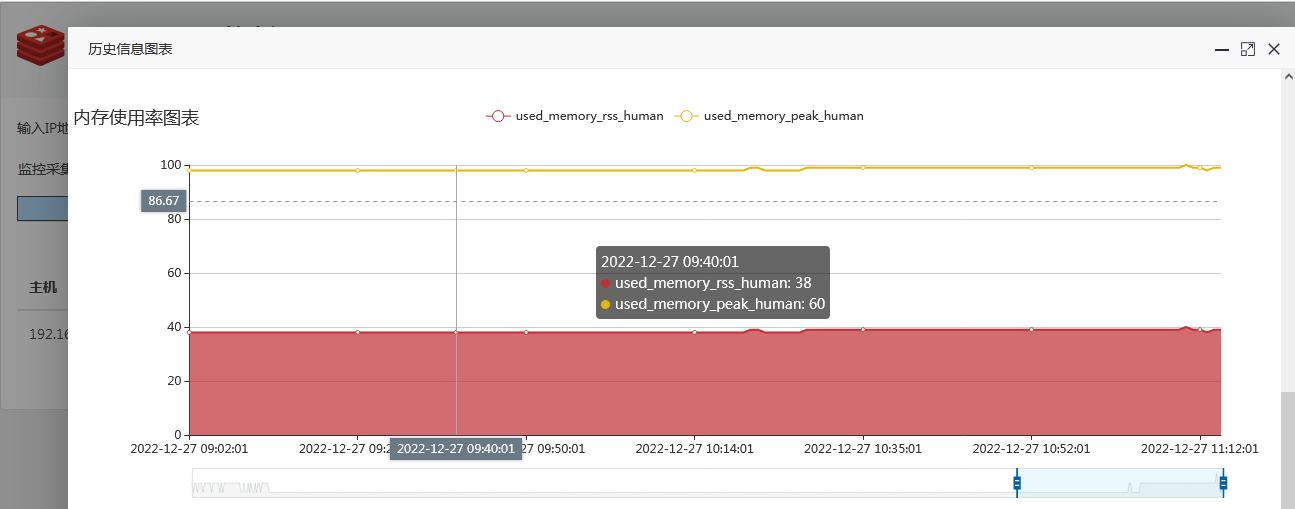 历史信息图表
内存使用率图表
used_memory_rss_human
used_memory_peak_human
输入IP地
监控采集
主机
192.16
100
86.67
80
60
40
20
0
2022-12-27 09:40:01
used_memory_rss_human: 38
used_memory_peak_human: 60
2022-12-27 09:02:01
2022-12-27 09:2
2022-12-27 09:40:01
27 09:50:01
2022-12-27 10:14:01
2022-12-27 10:35:01
2022-12-27 10:52:01
2022-12-27 11:12:01